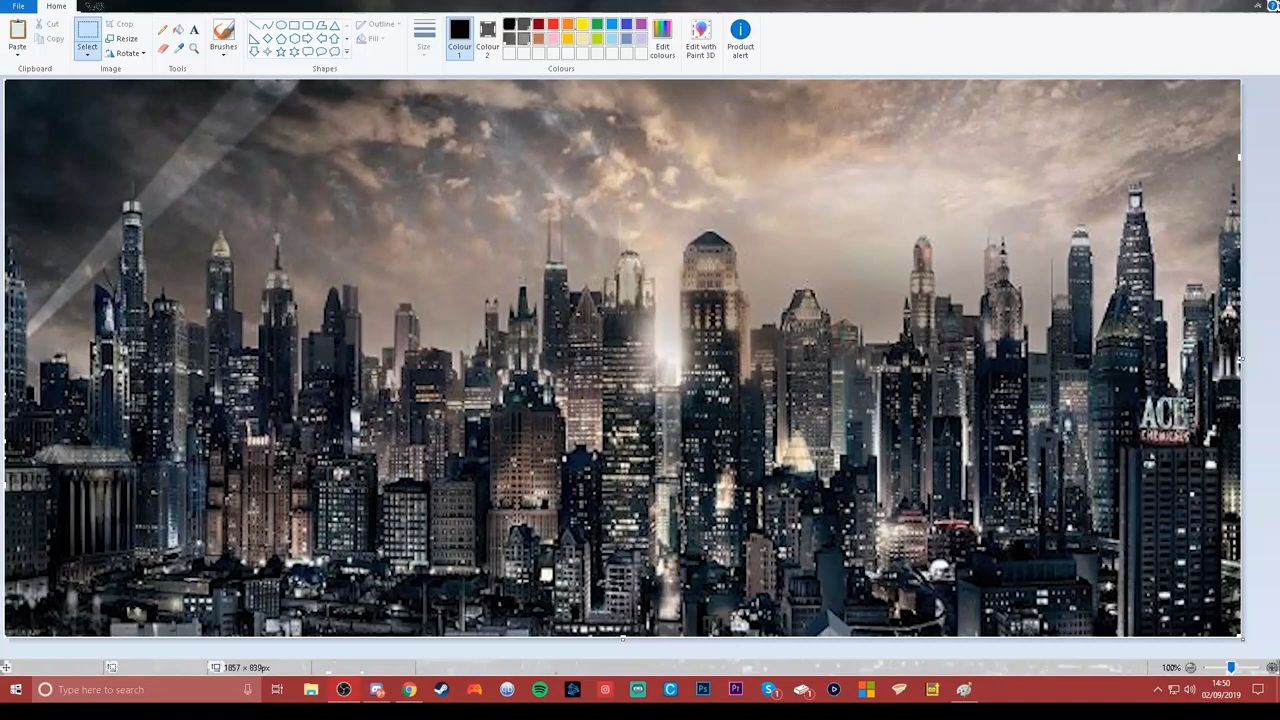 File Home
Cut
Copy
Paste
Clipboard
Select
Crop
Resize
Rotate
Image
A
Tools
Brushes
Shapes
Outline
Fill
Size
Colour 1
Colour 2
Edit colours
Colours
Edit with Paint 3D
Product alert
CHEMICALS
1857 × 839px
100%
Type here to search
14:50
02/09/2019